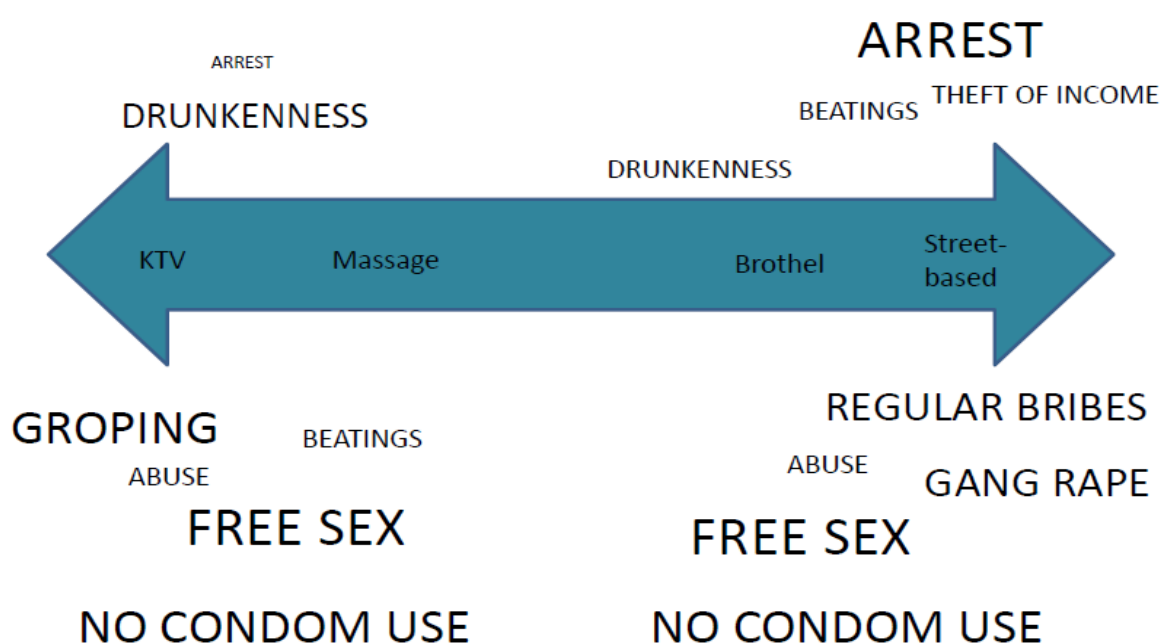 ARREST
ARREST
THEFT OF INCOME
DRUNKENNESS
BEATINGS
DRUNKENNESS
KTV
Massage
Brothel
Street-
based
GROPING
BEATINGS
ABUSE
FREE SEX
NO CONDOM USE
REGULAR BRIBES
ABUSE
GANG RAPE
FREE SEX
NO CONDOM USE